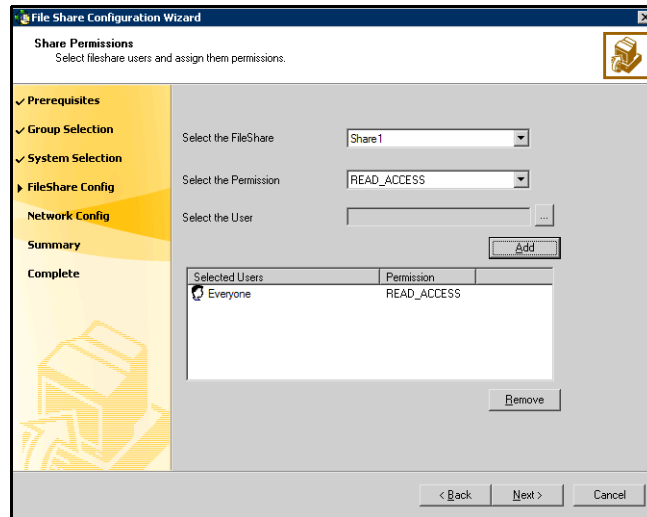 File Share Configuration Wizard
Share Permissions
Select fileshare users and assign them permissions.
Prerequisites
Group Selection
System Selection
FileShare Config
Network Config
Summary
Complete
Select the FileShare
Share1
Select the Permission
READ_ACCESS
Select the User
...
Add
Selected Users Permission
Everyone READ_ACCESS
Remove
< Back Next > Cancel